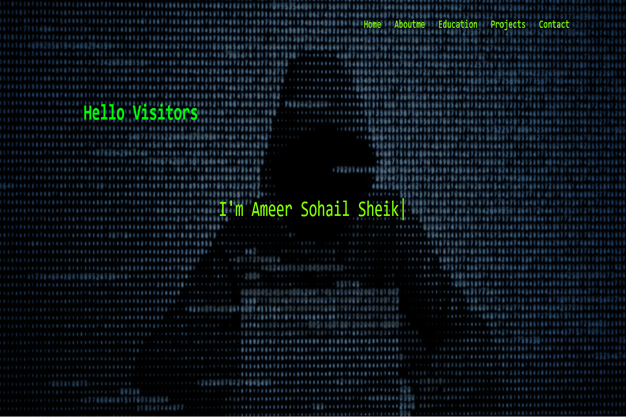 Home Aboutme Education Projects Contact
Hello Visitors
I'm Ameer Sohail Sheik|